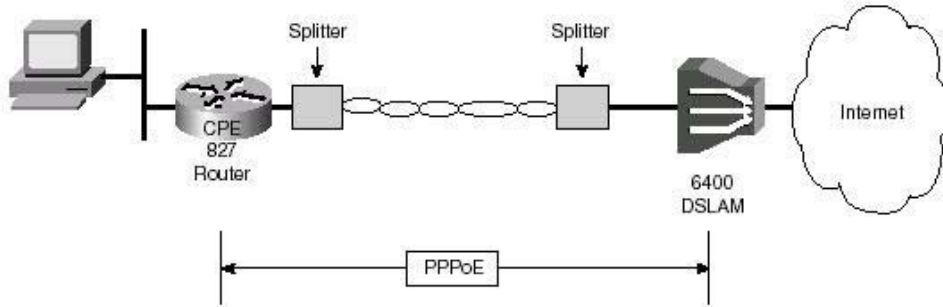 Splitter
Splitter
CPE
827
Router
Internet
6400
DSLAM
PPPoE